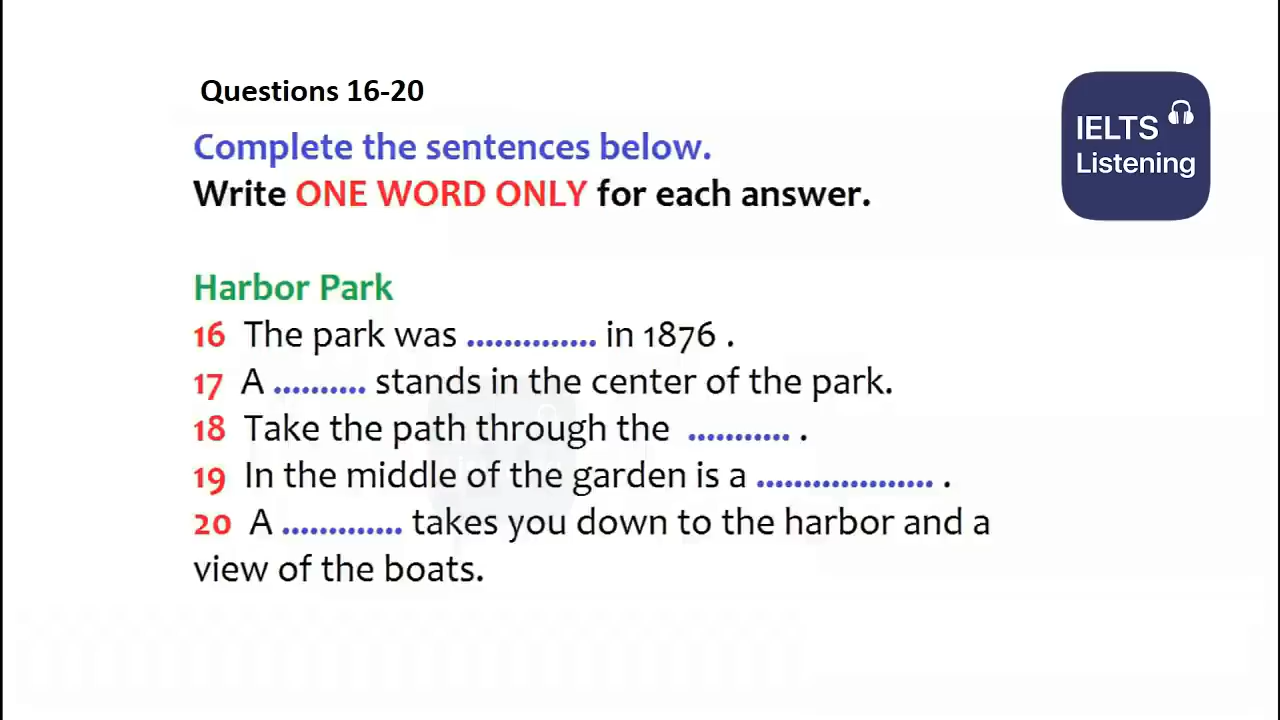 Questions 16-20
IELTS
Listening
Complete the sentences below.
Write ONE WORD ONLY for each answer.
Harbor Park
16 The park was .............. in 1876 .
17 A .......... stands in the center of the park.
18 Take the path through the ........... .
19 In the middle of the garden is a ................... .
20 A ............. takes you down to the harbor and a
view of the boats.